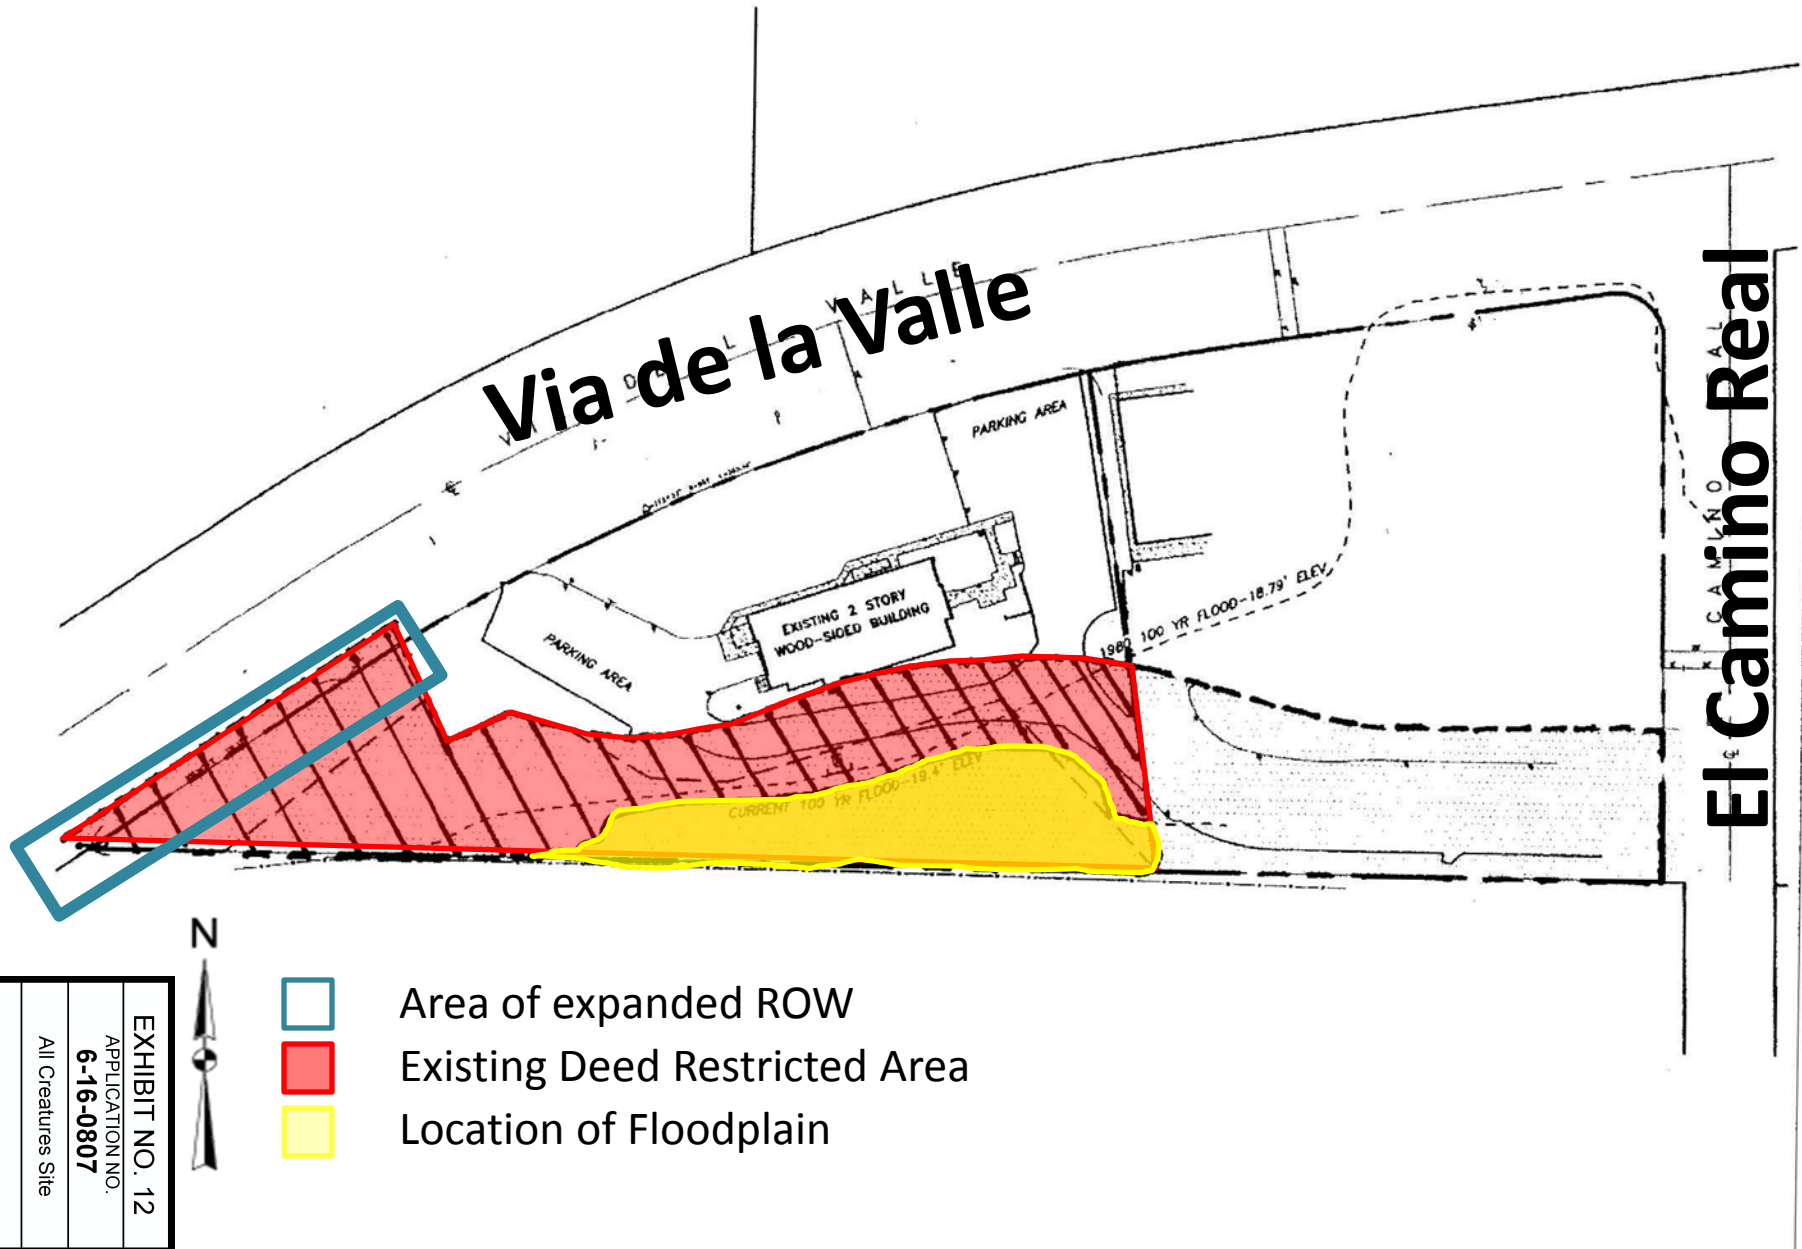 Via de la Valle
El Camino Real
PARKING AREA
EXISTING 2 STORY
WOOD-SIDED BUILDING
PARKING AREA
1980 100 YR FLOOD-18.79' ELEV
CURRENT 100 YR FLOOD-19.4' ELEV
N
Area of expanded ROW
Existing Deed Restricted Area
Location of Floodplain
EXHIBIT NO. 12
APPLICATION NO.
6-16-0807
All Creatures Site